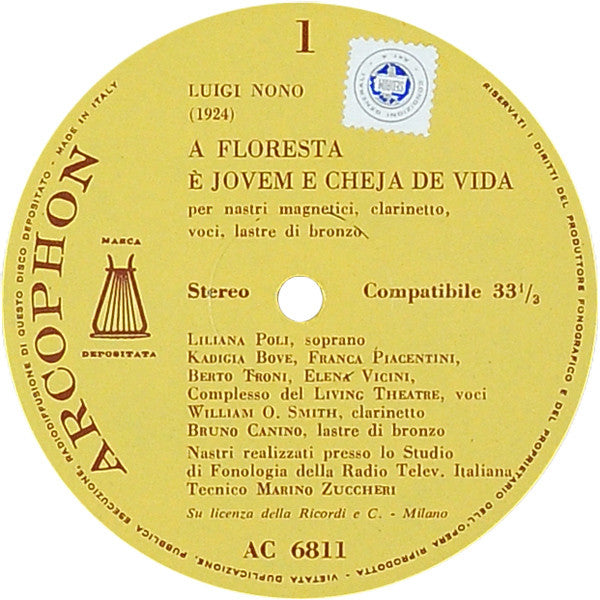 1
LUIGI NONO
(1924)
A FLORESTA
È JOVEM E CHEJA DE VIDA
per nastri magnetici, clarinetto,
voci, lastre di bronzo
ARCOPHON
MARCA
DEPOSITATA
Stereo Compatibile 33 1/3
LILIANA POLI, soprano
KADIGIA BOVE, FRANCA PIACENTINI,
BERTO TRONI, ELENA VICINI,
Complesso del LIVING THEATRE, voci
WILLIAM O. SMITH, clarinetto
BRUNO CANINO, lastre di bronzo
Nastri realizzati presso lo Studio
di Fonologia della Radio Telev. Italiana
Tecnico MARINO ZUCCHERI
Su licenza della Ricordi e C. - Milano
AC 6811
RISERVATI I DIRITTI DEL PRODUTTORE FONOGRAFICO E DEL PROPRIETARIO DELL'OPERA RIPRODOTTA - VIETATA DUPLICAZIONE, PUBBLICA ESECUZIONE, RADIODIFFUSIONE DI QUESTO DISCO DEPOSITATO - MADE IN ITALY
CONDIZIONI GENERALI